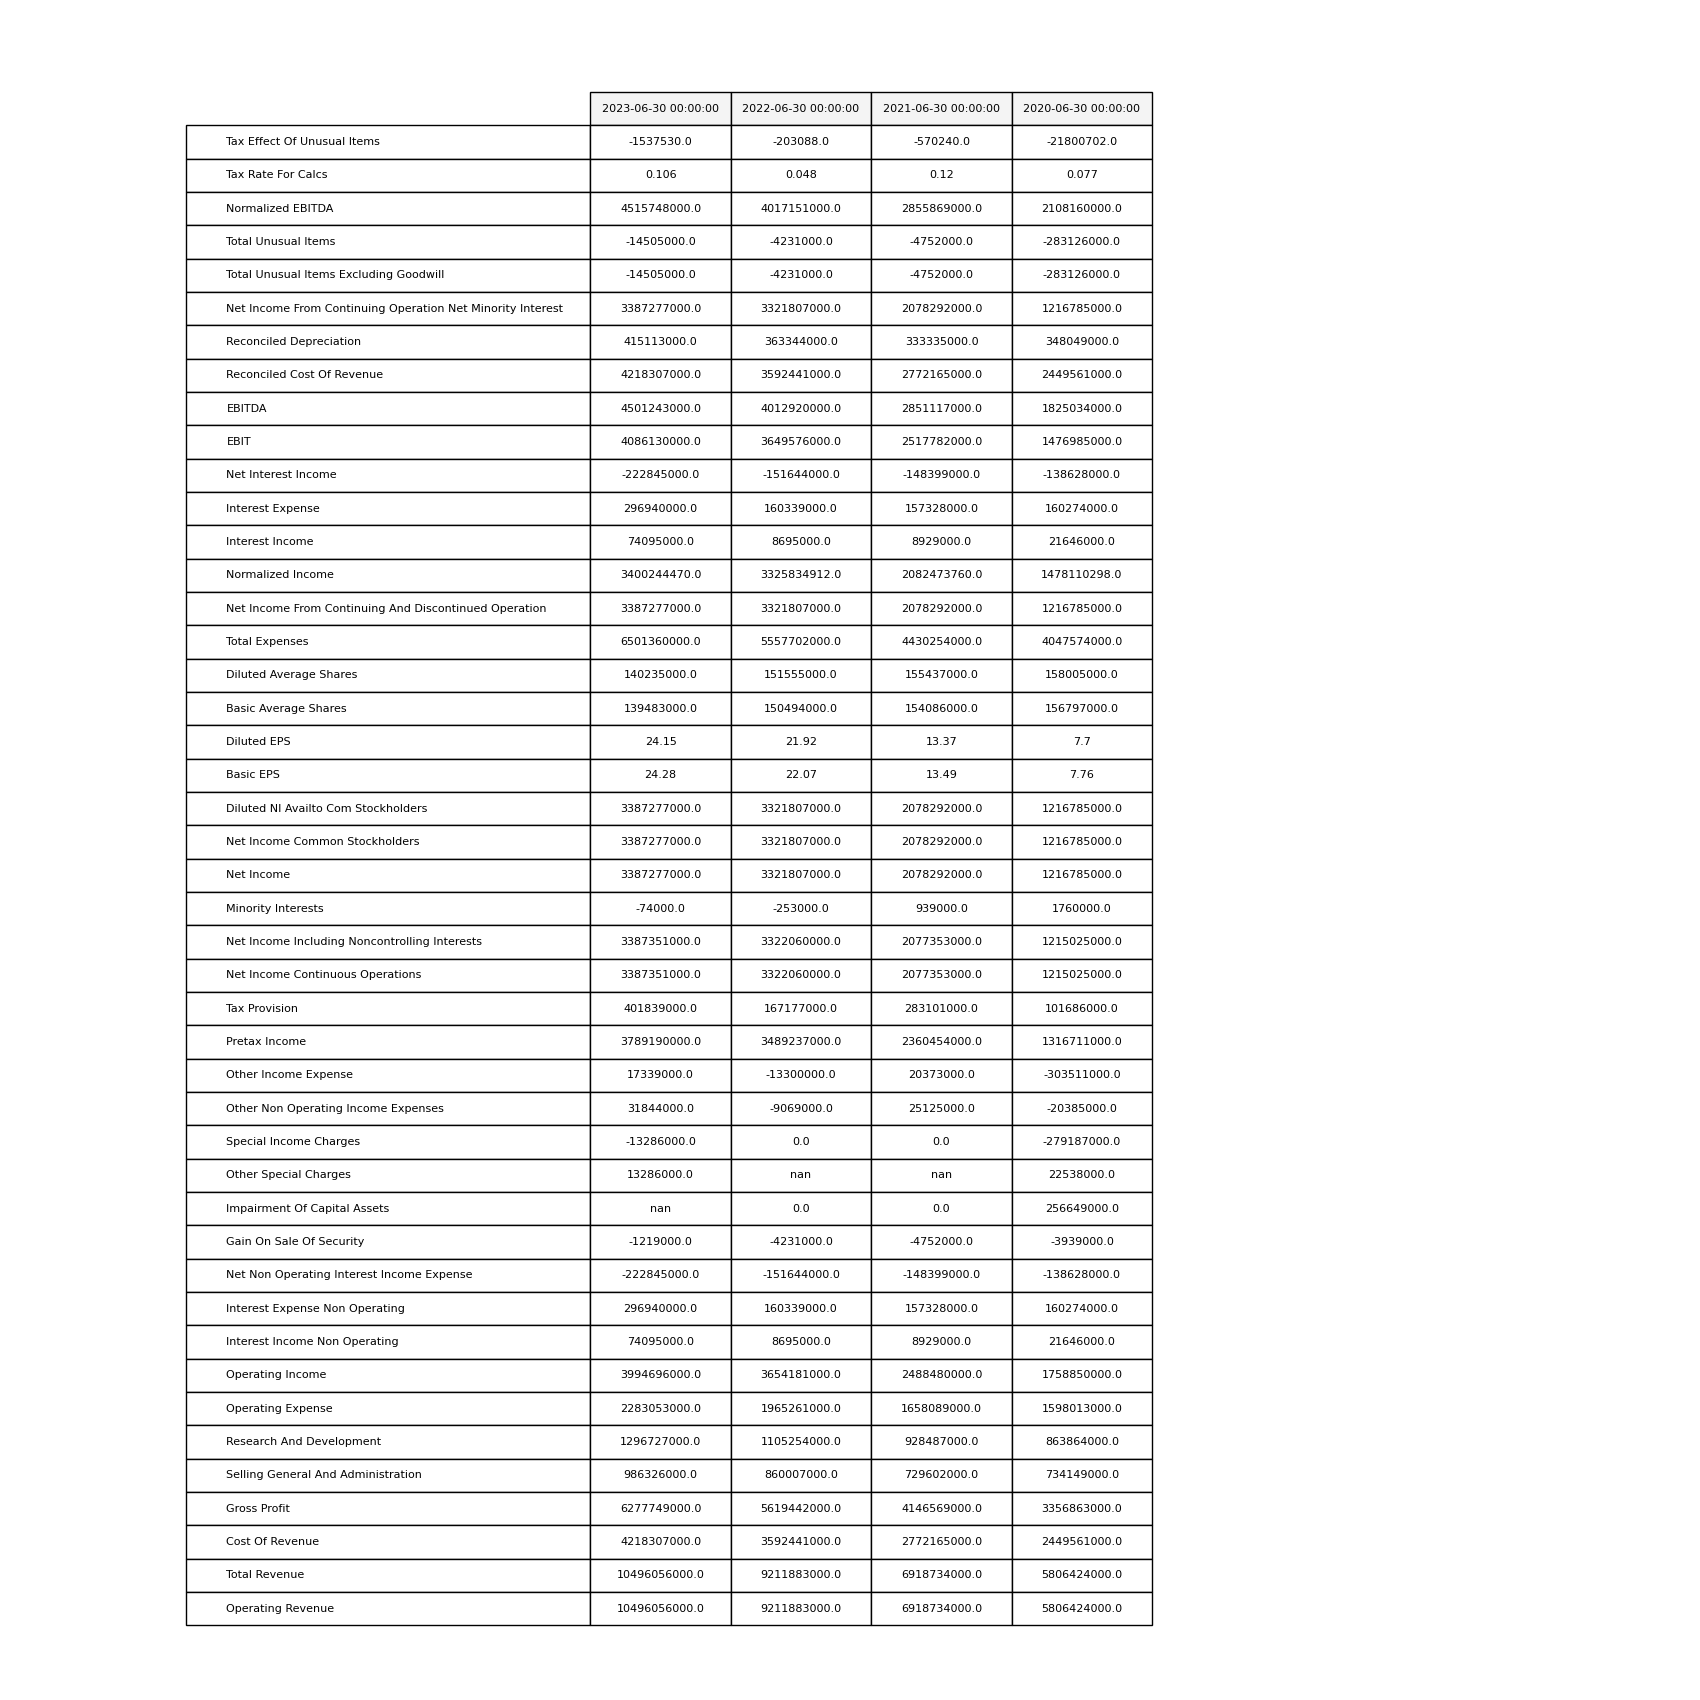 2023-06-30 00:00:00 2022-06-30 00:00:00 2021-06-30 00:00:00 2020-06-30 00:00:00
Tax Effect Of Unusual Items -1537530.0 -203088.0 -570240.0 -21800702.0
Tax Rate For Calcs 0.106 0.048 0.12 0.077
Normalized EBITDA 4515748000.0 4017151000.0 2855869000.0 2108160000.0
Total Unusual Items -14505000.0 -4231000.0 -4752000.0 -283126000.0
Total Unusual Items Excluding Goodwill -14505000.0 -4231000.0 -4752000.0 -283126000.0
Net Income From Continuing Operation Net Minority Interest 3387277000.0 3321807000.0 2078292000.0 1216785000.0
Reconciled Depreciation 415113000.0 363344000.0 333335000.0 348049000.0
Reconciled Cost Of Revenue 4218307000.0 3592441000.0 2772165000.0 2449561000.0
EBITDA 4501243000.0 4012920000.0 2851117000.0 1825034000.0
EBIT 4086130000.0 3649576000.0 2517782000.0 1476985000.0
Net Interest Income -222845000.0 -151644000.0 -148399000.0 -138628000.0
Interest Expense 296940000.0 160339000.0 157328000.0 160274000.0
Interest Income 74095000.0 8695000.0 8929000.0 21646000.0
Normalized Income 3400244470.0 3325834912.0 2082473760.0 1478110298.0
Net Income From Continuing And Discontinued Operation 3387277000.0 3321807000.0 2078292000.0 1216785000.0
Total Expenses 6501360000.0 5557702000.0 4430254000.0 4047574000.0
Diluted Average Shares 140235000.0 151555000.0 155437000.0 158005000.0
Basic Average Shares 139483000.0 150494000.0 154086000.0 156797000.0
Diluted EPS 24.15 21.92 13.37 7.7
Basic EPS 24.28 22.07 13.49 7.76
Diluted NI Availto Com Stockholders 3387277000.0 3321807000.0 2078292000.0 1216785000.0
Net Income Common Stockholders 3387277000.0 3321807000.0 2078292000.0 1216785000.0
Net Income 3387277000.0 3321807000.0 2078292000.0 1216785000.0
Minority Interests -74000.0 -253000.0 939000.0 1760000.0
Net Income Including Noncontrolling Interests 3387351000.0 3322060000.0 2077353000.0 1215025000.0
Net Income Continuous Operations 3387351000.0 3322060000.0 2077353000.0 1215025000.0
Tax Provision 401839000.0 167177000.0 283101000.0 101686000.0
Pretax Income 3789190000.0 3489237000.0 2360454000.0 1316711000.0
Other Income Expense 17339000.0 -13300000.0 20373000.0 -303511000.0
Other Non Operating Income Expenses 31844000.0 -9069000.0 25125000.0 -20385000.0
Special Income Charges -13286000.0 0.0 0.0 -279187000.0
Other Special Charges 13286000.0 nan nan 22538000.0
Impairment Of Capital Assets nan 0.0 0.0 256649000.0
Gain On Sale Of Security -1219000.0 -4231000.0 -4752000.0 -3939000.0
Net Non Operating Interest Income Expense -222845000.0 -151644000.0 -148399000.0 -138628000.0
Interest Expense Non Operating 296940000.0 160339000.0 157328000.0 160274000.0
Interest Income Non Operating 74095000.0 8695000.0 8929000.0 21646000.0
Operating Income 3994696000.0 3654181000.0 2488480000.0 1758850000.0
Operating Expense 2283053000.0 1965261000.0 1658089000.0 1598013000.0
Research And Development 1296727000.0 1105254000.0 928487000.0 863864000.0
Selling General And Administration 986326000.0 860007000.0 729602000.0 734149000.0
Gross Profit 6277749000.0 5619442000.0 4146569000.0 3356863000.0
Cost Of Revenue 4218307000.0 3592441000.0 2772165000.0 2449561000.0
Total Revenue 10496056000.0 9211883000.0 6918734000.0 5806424000.0
Operating Revenue 10496056000.0 9211883000.0 6918734000.0 5806424000.0